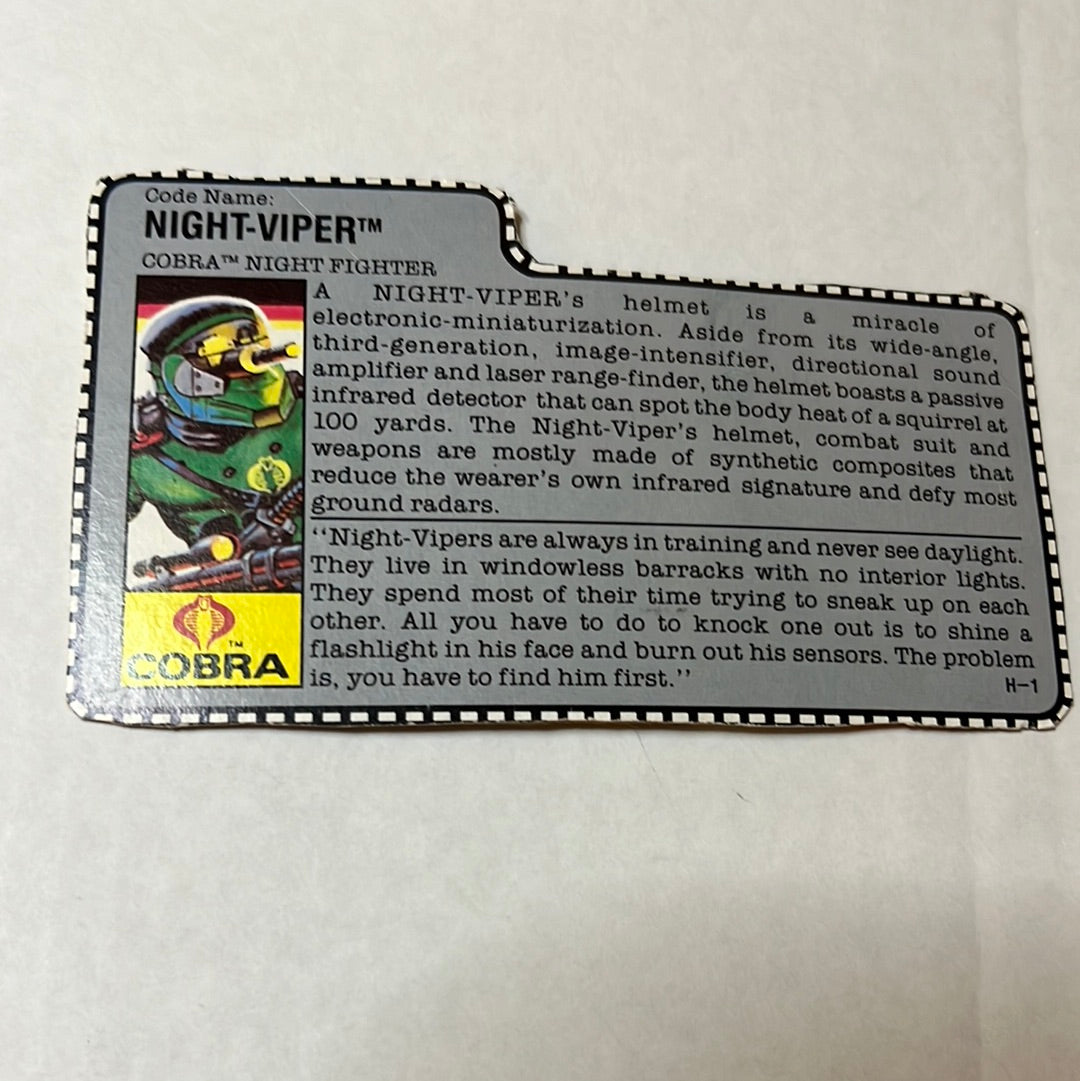 Code Name:
NIGHT-VIPER™
COBRA™ NIGHT FIGHTER
A NIGHT-VIPER's helmet is a miracle of
electronic-miniaturization. Aside from its wide-angle,
third-generation, image-intensifier, directional sound
amplifier and laser range-finder, the helmet boasts a passive
infrared detector that can spot the body heat of a squirrel at
100 yards. The Night-Viper's helmet, combat suit and
weapons are mostly made of synthetic composites that
reduce the wearer's own infrared signature and defy most
ground radars.
‘‘Night-Vipers are always in training and never see daylight.
They live in windowless barracks with no interior lights.
They spend most of their time trying to sneak up on each
other. All you have to do to knock one out is to shine a
flashlight in his face and burn out his sensors. The problem
is, you have to find him first.’’
H-1
™
COBRA